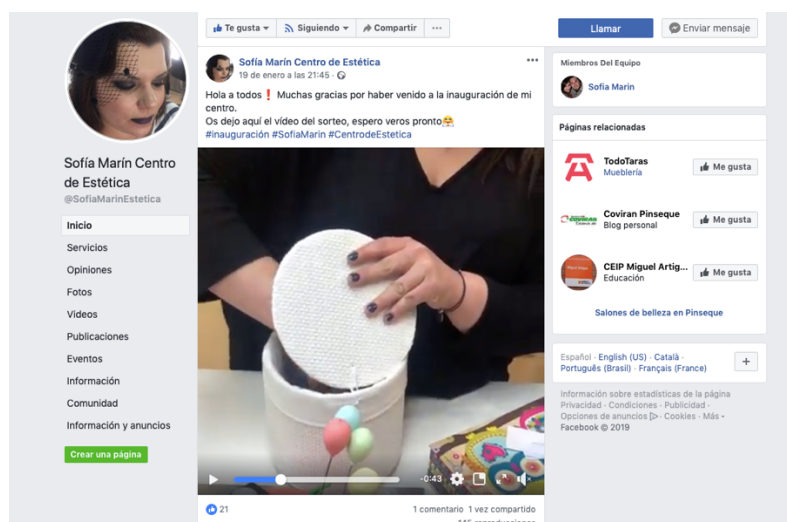 Te gusta
Siguiendo
Compartir
Llamar
Enviar mensaje
Sofía Marín Centro
de Estética
@SofiaMarinEstetica
Inicio
Servicios
Opiniones
Fotos
Vídeos
Publicaciones
Eventos
Información
Comunidad
Información y anuncios
Crear una página
Sofía Marín Centro de Estética
19 de enero a las 21:45 ·
Hola a todos❗ Muchas gracias por haber venido a la inauguración de mi
centro.
Os dejo aquí el vídeo del sorteo, espero veros pronto🤗
#inauguración #SofiaMarin #CentrodeEstetica
-0:43
21
1 comentario 1 vez compartido
Miembros Del Equipo
Sofia Marin
Páginas relacionadas
TodoTaras
Mueblería
Me gusta
Coviran Pinseque
Blog personal
Me gusta
CEIP Miguel Artig...
Educación
Me gusta
Salones de belleza en Pinseque
Español · English (US) · Català ·
Português (Brasil) · Français (France)
Información sobre estadísticas de la página
Privacidad · Condiciones · Publicidad ·
Opciones de anuncios · Cookies · Más
Facebook © 2019